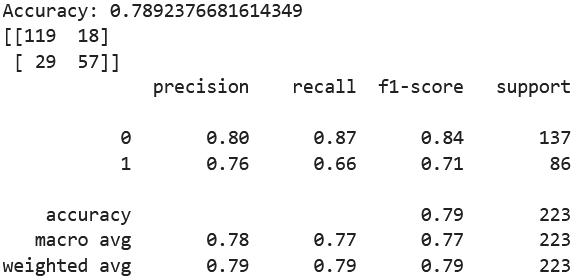 Accuracy: 0.7892376681614349
[[119  18]
 [ 29  57]]
              precision    recall  f1-score   support

           0       0.80      0.87      0.84       137
           1       0.76      0.66      0.71        86

    accuracy                           0.79       223
   macro avg       0.78      0.77      0.77       223
weighted avg       0.79      0.79      0.79       223